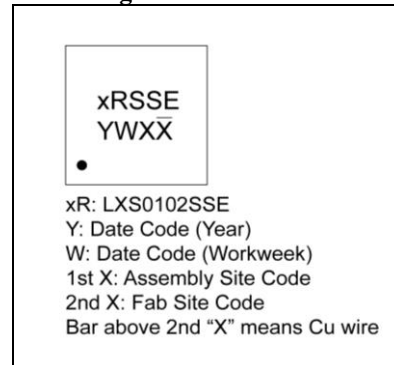 xRSSE
YWXX̅
xR: LXS0102SSE
Y: Date Code (Year)
W: Date Code (Workweek)
1st X: Assembly Site Code
2nd X: Fab Site Code
Bar above 2nd “X” means Cu wire